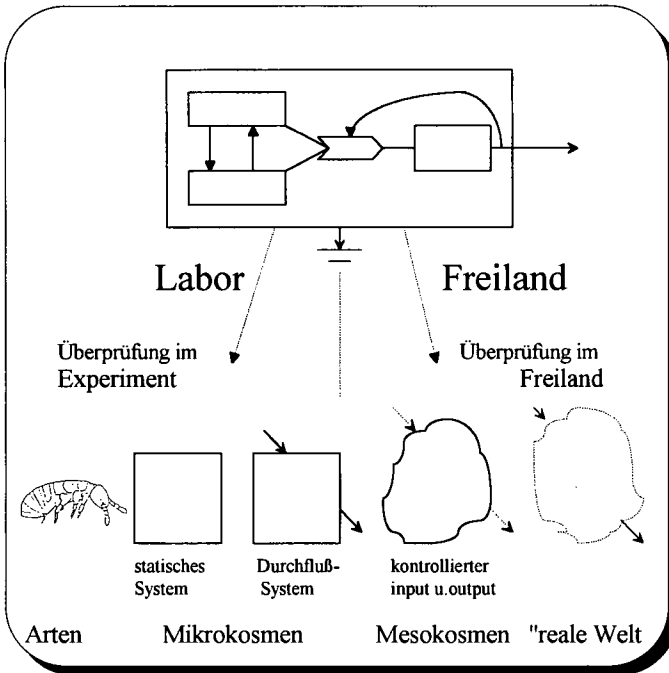 Labor
Freiland
Überprüfung im
Experiment
Überprüfung im
Freiland
statisches
System
Durchfluß-
System
kontrollierter
input u.output
Arten
Mikrokosmen
Mesokosmen
"reale Welt